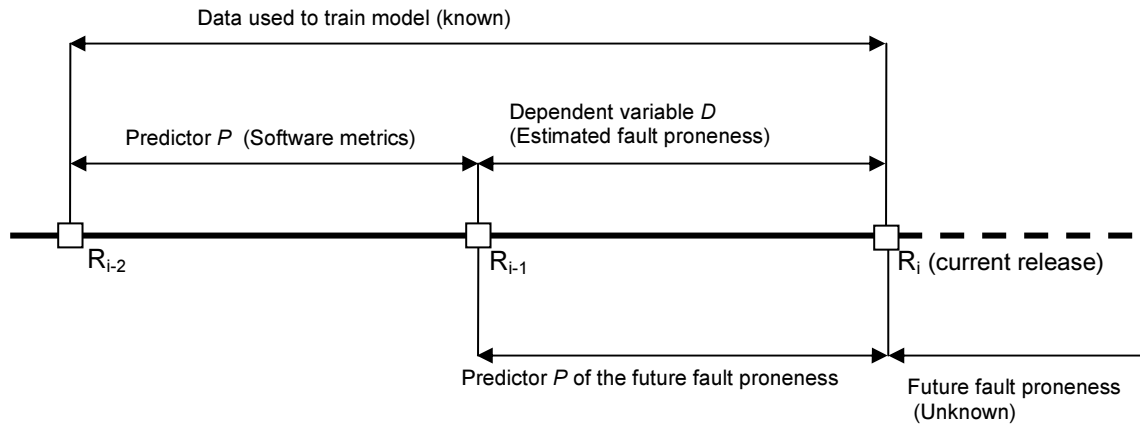 Data used to train model (known)
Dependent variable D
(Estimated fault proneness)
Predictor P (Software metrics)
Ri-2
Ri-1
Ri (current release)
Predictor P of the future fault proneness
Future fault proneness
(Unknown)